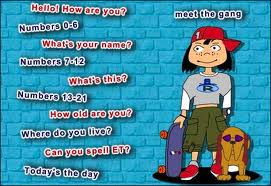 Hello! How are you?
meet the gang
Numbers 0-6
What's your name?
Numbers 7-12
What's this?
Numbers 13-21
How old are you?
Where do you live?
Can you spell ET?
Today's the day